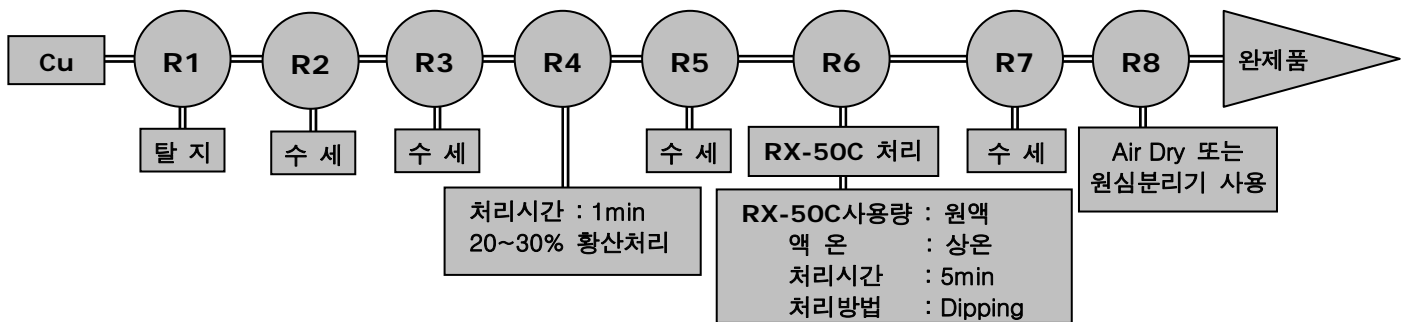 Cu
R1
R2
R3
R4
R5
R6
R7
R8
완제품
탈 지
수 세
수 세
수 세
RX-50C 처리
수 세
Air Dry 또는
원심분리기 사용
처리시간 : 1min
20~30% 황산처리
RX-50C사용량 : 원액
액 온 : 상온
처리시간 : 5min
처리방법 : Dipping